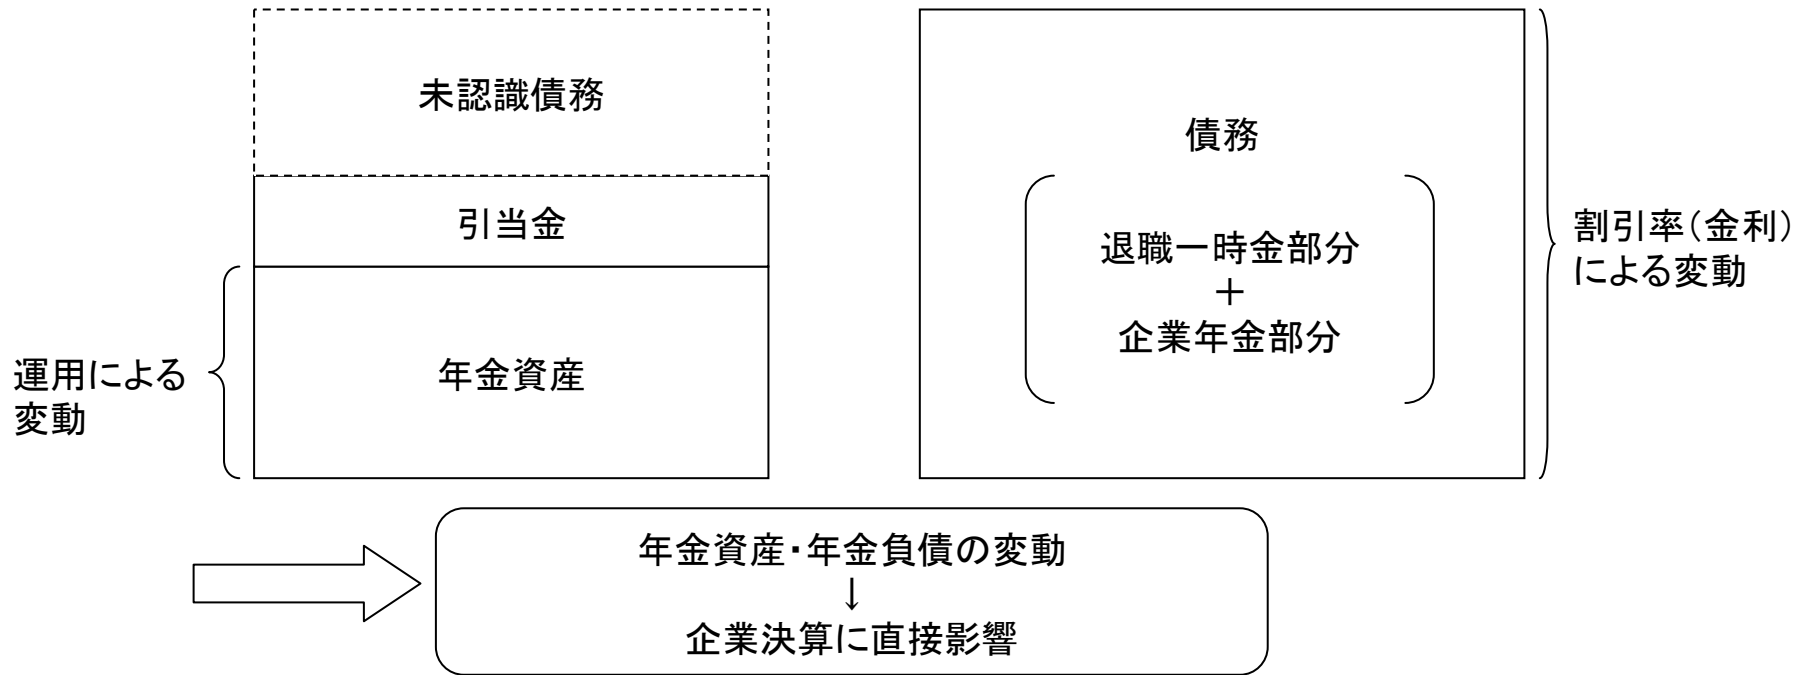 未認識債務
引当金
年金資産
運用による
変動
債務
退職一時金部分
＋
企業年金部分
割引率（金利）
による変動
年金資産・年金負債の変動
↓
企業決算に直接影響